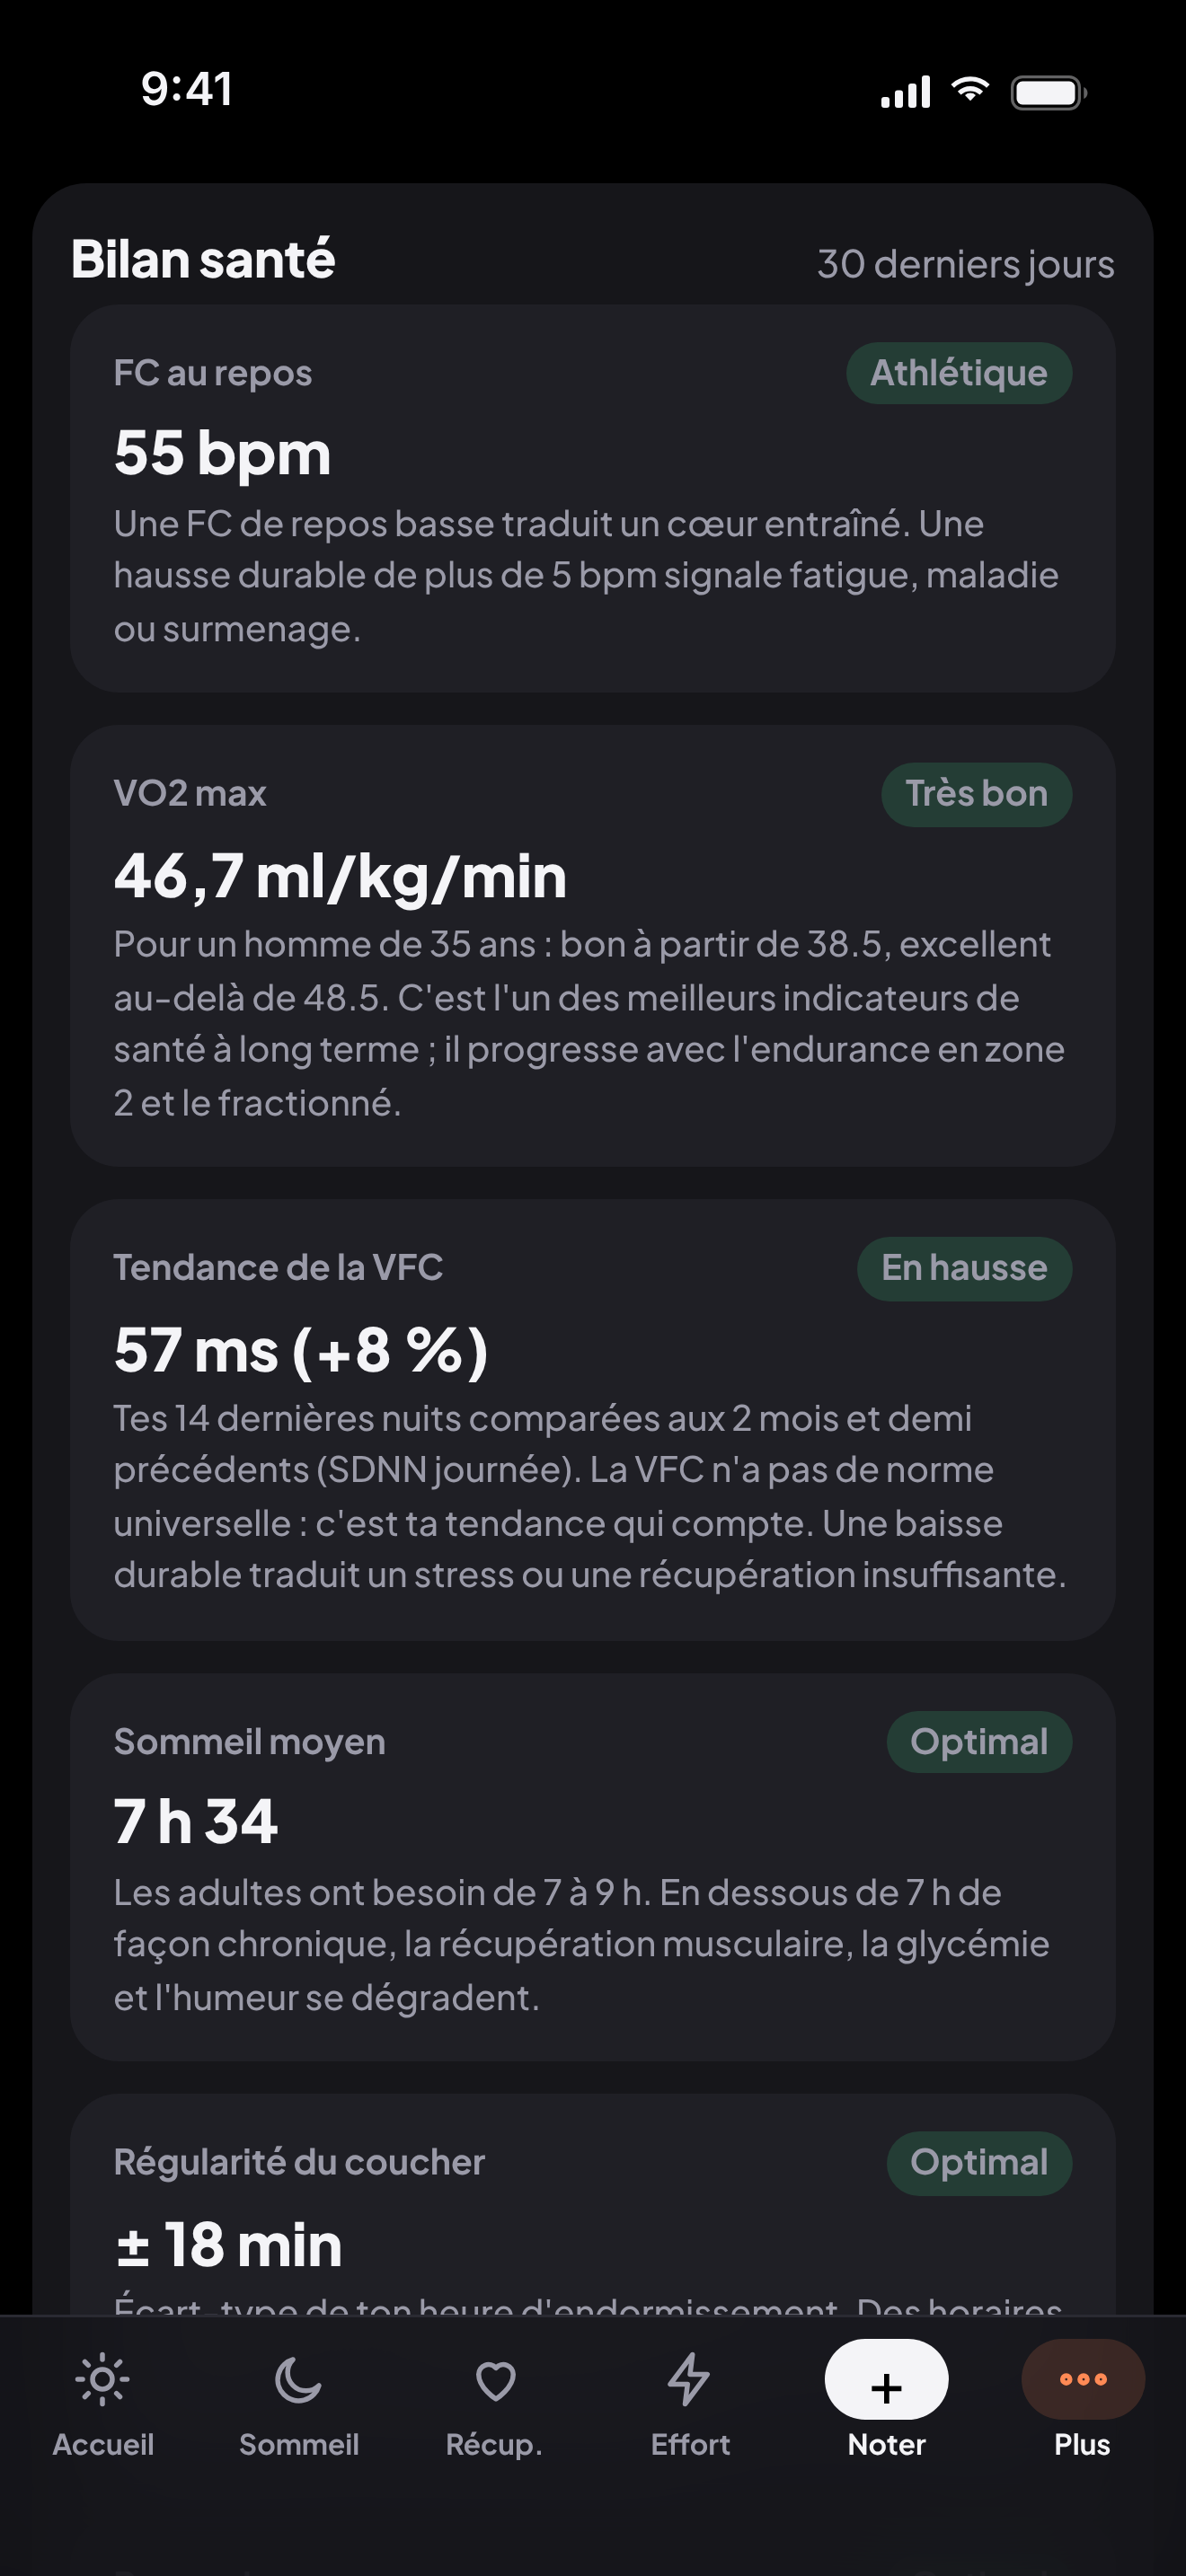 9:41
Bilan santé
30 derniers jours
FC au repos
Athlétique
55 bpm
Une FC de repos basse traduit un cœur entraîné. Une
hausse durable de plus de 5 bpm signale fatigue, maladie
ou surmenage.
VO2 max
Très bon
46,7 ml/kg/min
Pour un homme de 35 ans : bon à partir de 38.5, excellent
au-delà de 48.5. C'est l'un des meilleurs indicateurs de
santé à long terme ; il progresse avec l'endurance en zone
2 et le fractionné.
Tendance de la VFC
En hausse
57 ms (+8 %)
Tes 14 dernières nuits comparées aux 2 mois et demi
précédents (SDNN journée). La VFC n'a pas de norme
universelle : c'est ta tendance qui compte. Une baisse
durable traduit un stress ou une récupération insuffisante.
Sommeil moyen
Optimal
7 h 34
Les adultes ont besoin de 7 à 9 h. En dessous de 7 h de
façon chronique, la récupération musculaire, la glycémie
et l'humeur se dégradent.
Régularité du coucher
Optimal
± 18 min
Écart-type de ton heure d'endormissement. Des horaires
Accueil
Sommeil
Récup.
Effort
Noter
Plus